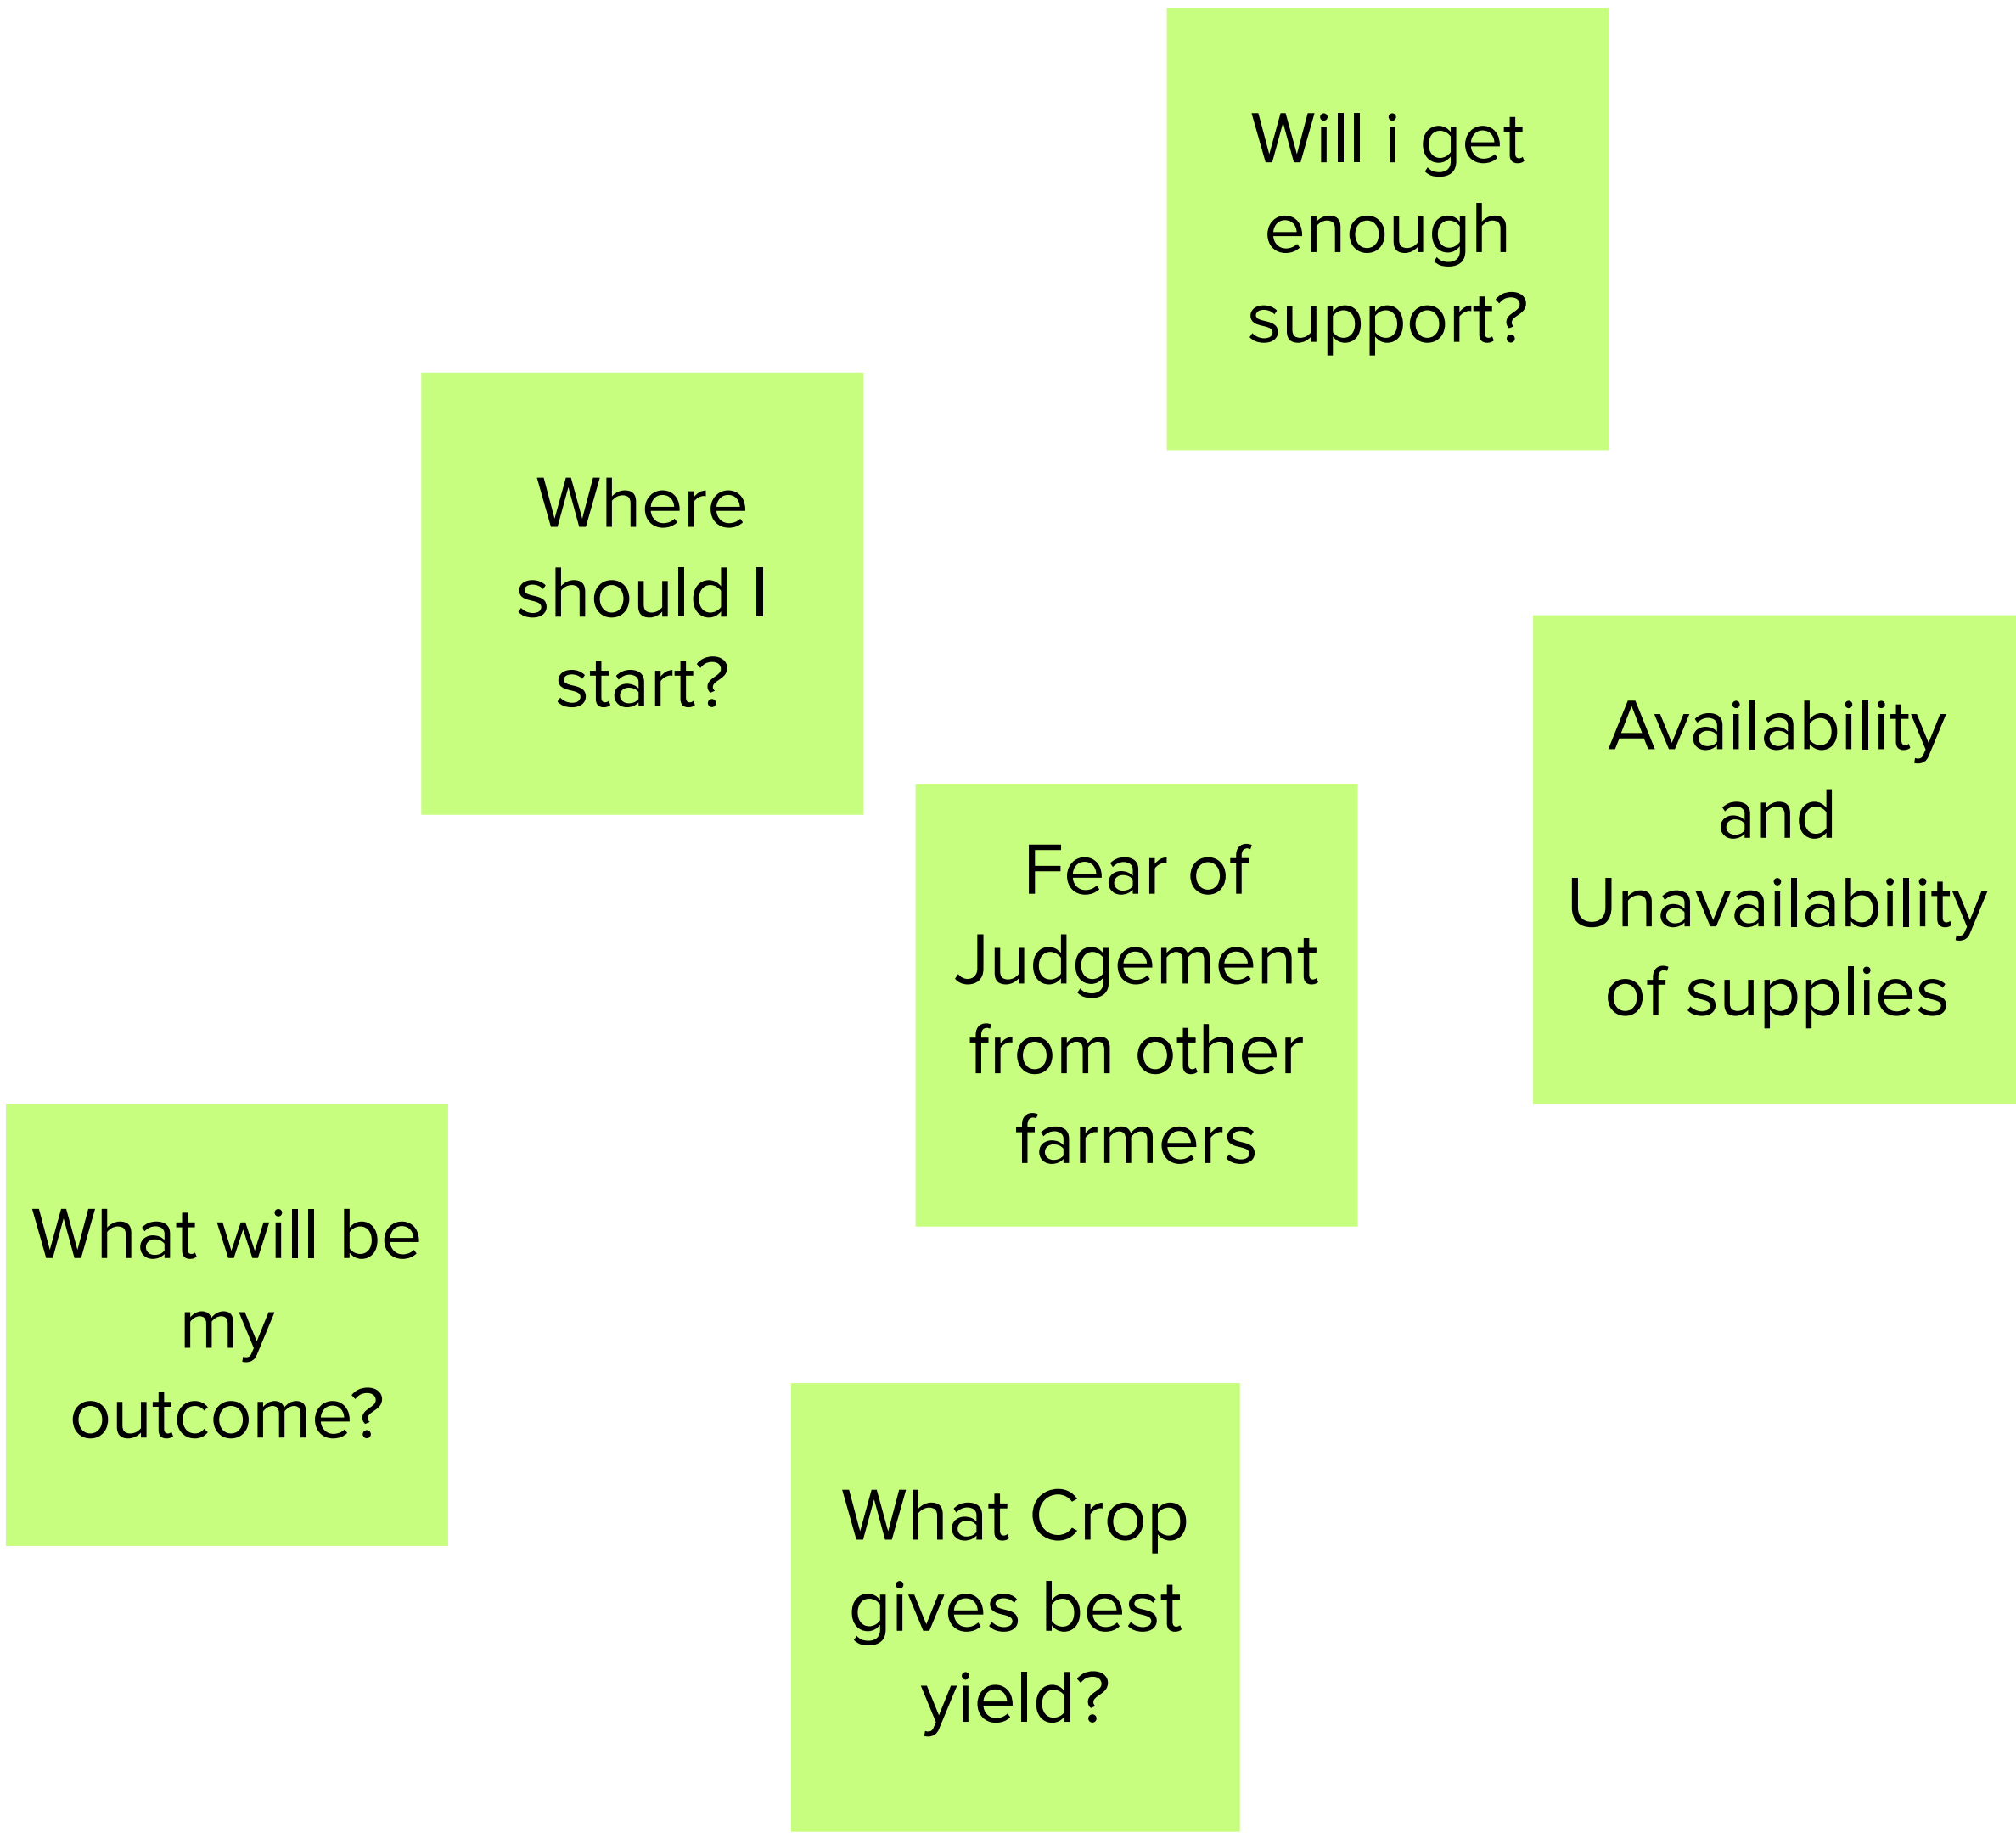 Will i get
enough
support?
Where
should I
start?
Availability
and
Unavailability
of supplies
Fear of
Judgement
from other
farmers
What will be
my
outcome?
What Crop
gives best
yield?